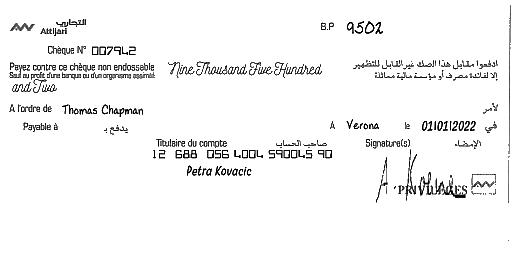 التجاري
Attijari
B.P 9502
Chèque N° 007942
Payez contre ce chèque non endossable
Sauf au profit d'une banque ou d'un organisme assimilé
Nine Thousand Five Hundred
ادفعوا مقابل هذا الصك غير القابل للتظهير
إلا لفائدة مصرف أو مؤسسة مالية مماثلة
and Two
A l'ordre de Thomas Chapman لأمر
Payable à يدفع بـ A Verona le 01/01/2022 في
Titulaire du compte صاحب الحساب Signature(s) الإمضاء
12 688 056 4004 590045 90
Petra Kovacic
PRIVILEGES